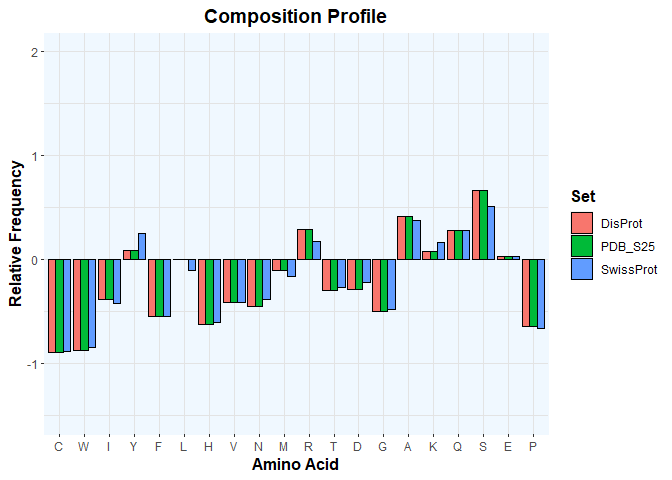 Composition Profile
Relative Frequency
2
1
0
-1
C W I Y F L H V N M R T D G A K Q S E P
Amino Acid
Set
DisProt
PDB_S25
SwissProt